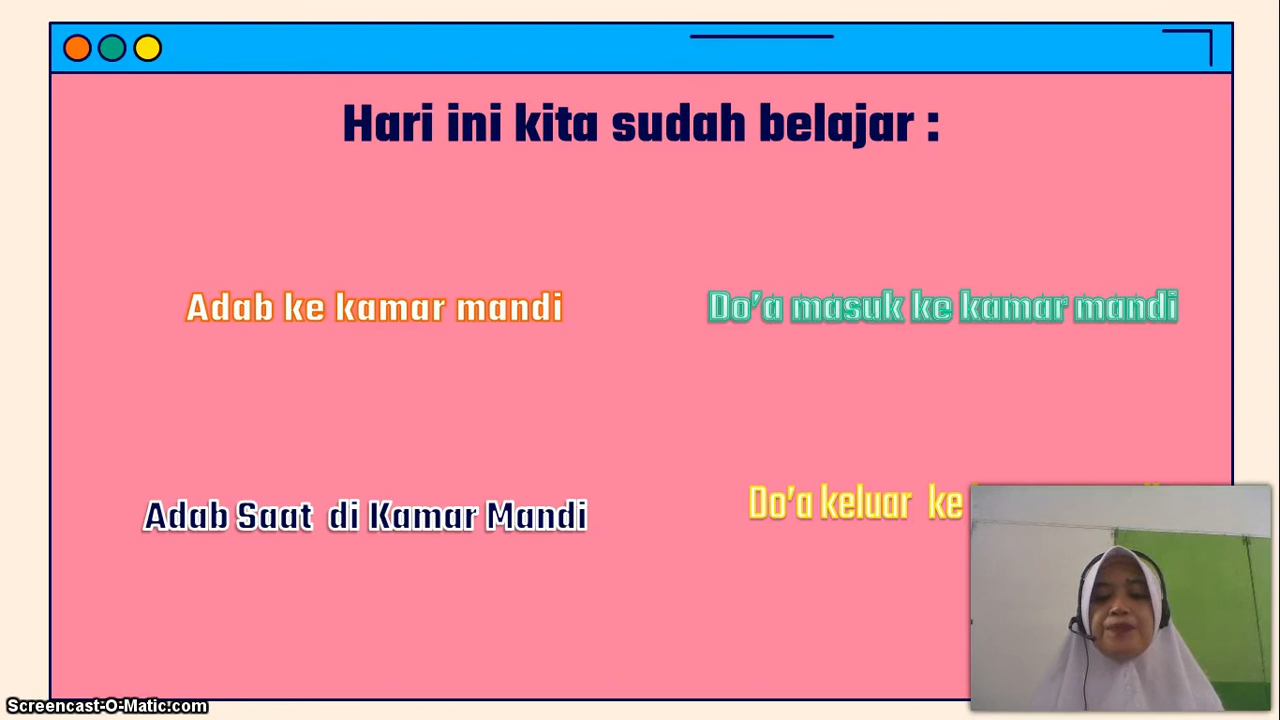 Hari ini kita sudah belajar :
Adab ke kamar mandi
Do’a masuk ke kamar mandi
Adab Saat di Kamar Mandi
Do’a keluar ke
Screencast-O-Matic.com